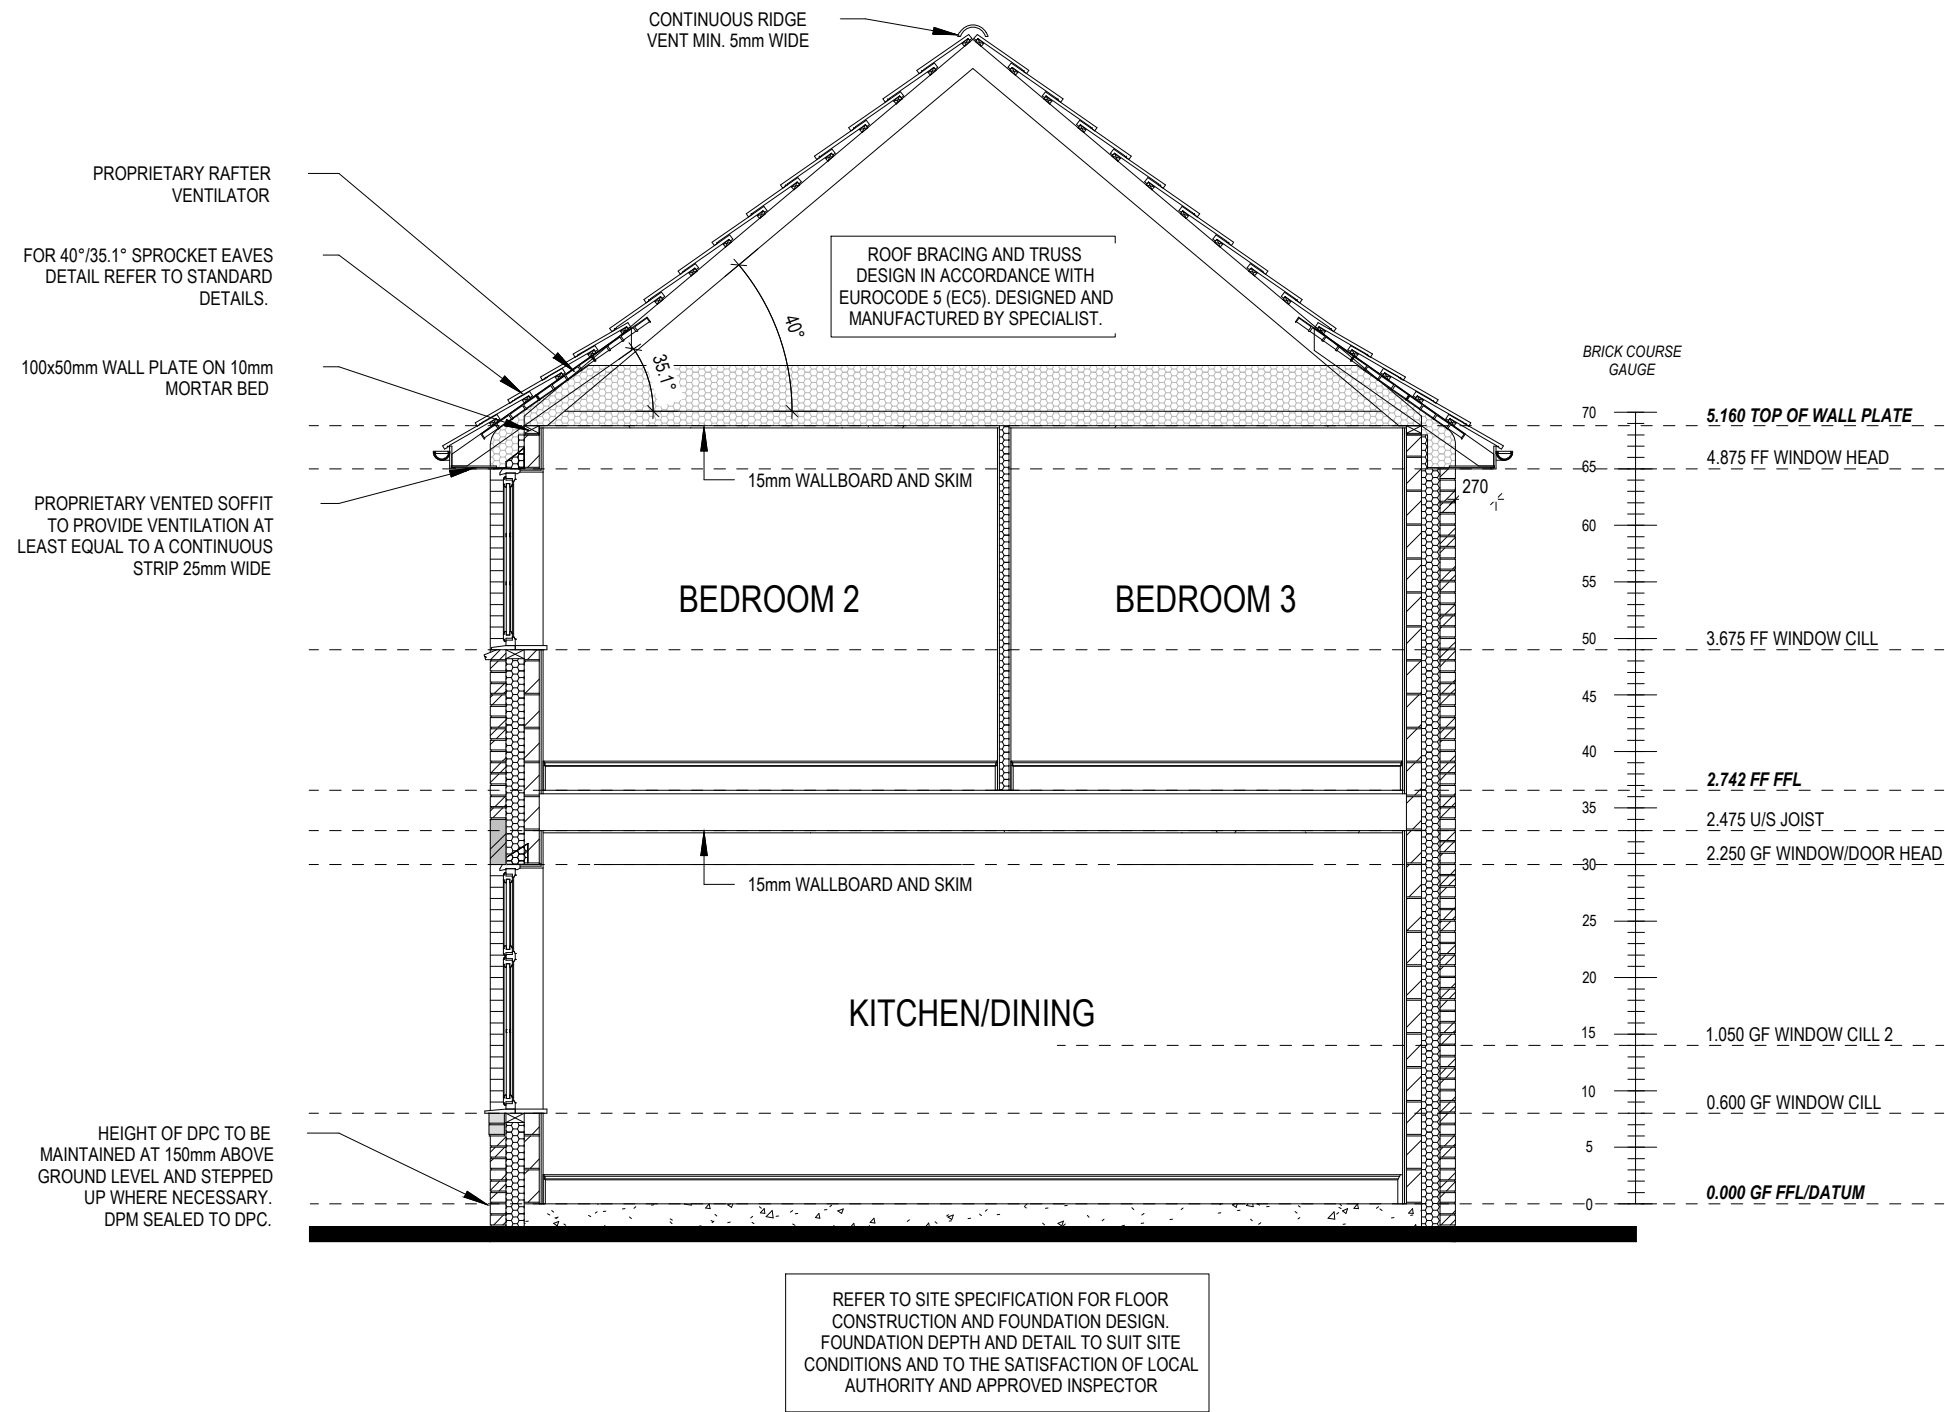 CONTINUOUS RIDGE
VENT MIN. 5mm WIDE
PROPRIETARY RAFTER
VENTILATOR
FOR 40°/35.1° SPROCKET EAVES
DETAIL REFER TO STANDARD
DETAILS.
100x50mm WALL PLATE ON 10mm
MORTAR BED
PROPRIETARY VENTED SOFFIT
TO PROVIDE VENTILATION AT
LEAST EQUAL TO A CONTINUOUS
STRIP 25mm WIDE
HEIGHT OF DPC TO BE
MAINTAINED AT 150mm ABOVE
GROUND LEVEL AND STEPPED
UP WHERE NECESSARY.
DPM SEALED TO DPC.
ROOF BRACING AND TRUSS
DESIGN IN ACCORDANCE WITH
EUROCODE 5 (EC5). DESIGNED AND
MANUFACTURED BY SPECIALIST.
40°
35.1°
15mm WALLBOARD AND SKIM
BEDROOM 2
BEDROOM 3
15mm WALLBOARD AND SKIM
KITCHEN/DINING
270
BRICK COURSE
GAUGE
70
65
60
55
50
45
40
35
30
25
20
15
10
5
0
5.160 TOP OF WALL PLATE
4.875 FF WINDOW HEAD
3.675 FF WINDOW CILL
2.742 FF FFL
2.475 U/S JOIST
2.250 GF WINDOW/DOOR HEAD
1.050 GF WINDOW CILL 2
0.600 GF WINDOW CILL
0.000 GF FFL/DATUM
REFER TO SITE SPECIFICATION FOR FLOOR
CONSTRUCTION AND FOUNDATION DESIGN.
FOUNDATION DEPTH AND DETAIL TO SUIT SITE
CONDITIONS AND TO THE SATISFACTION OF LOCAL
AUTHORITY AND APPROVED INSPECTOR